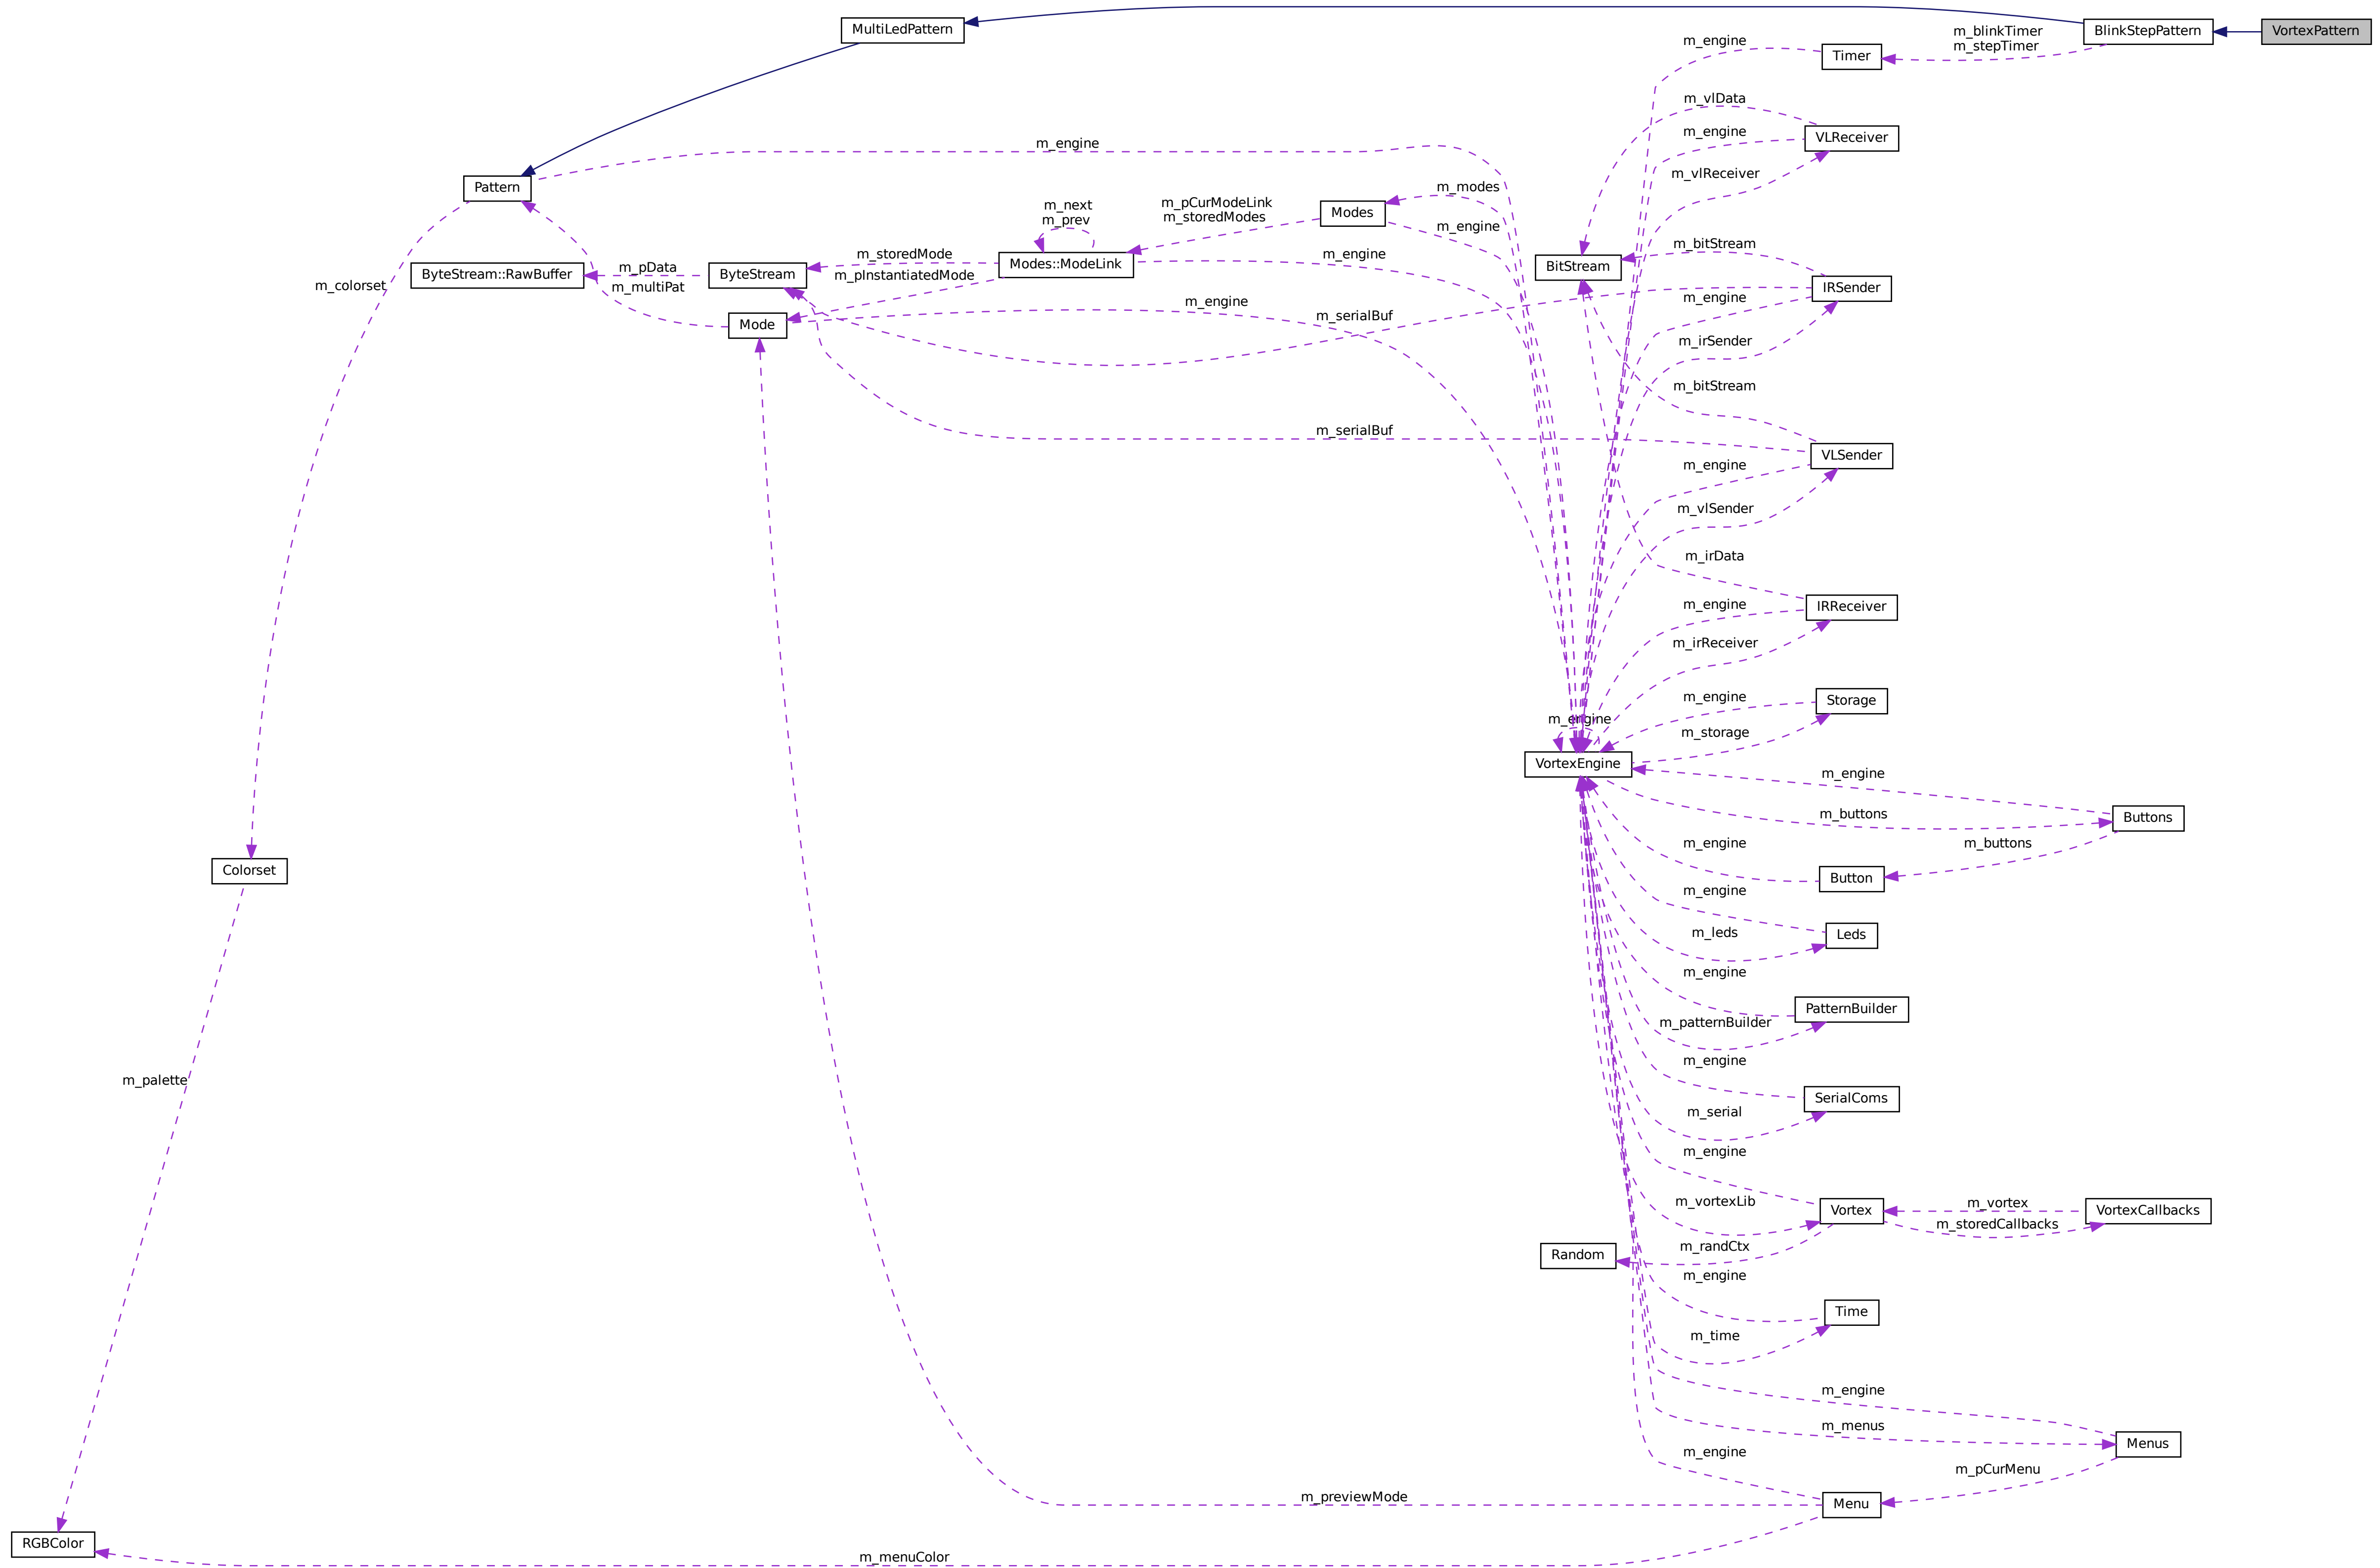 MultiLedPattern
BlinkStepPattern
VortexPattern
m_blinkTimer
m_stepTimer
m_engine
Timer
m_vlData
m_engine
VLReceiver
m_engine
m_vlReceiver
Pattern
m_modes
m_next
m_prev
m_pCurModeLink
m_storedModes
Modes
m_engine
m_bitStream
m_storedMode
m_engine
Modes::ModeLink
BitStream
ByteStream::RawBuffer
m_pData
ByteStream
m_pInstantiatedMode
m_colorset
m_multiPat
IRSender
m_engine
m_engine
m_serialBuf
Mode
m_irSender
m_bitStream
m_serialBuf
VLSender
m_engine
m_vlSender
m_irData
m_engine
IRReceiver
m_irReceiver
m_engine
Storage
m_engine
m_storage
VortexEngine
m_engine
m_buttons
Buttons
m_engine
m_buttons
Colorset
Button
m_engine
m_leds
Leds
m_engine
PatternBuilder
m_patternBuilder
m_engine
m_palette
SerialComs
m_serial
m_engine
m_vortexLib
Vortex
m_vortex
VortexCallbacks
m_storedCallbacks
m_randCtx
Random
m_engine
Time
m_time
m_engine
m_menus
Menus
m_engine
m_pCurMenu
m_previewMode
Menu
RGBColor
m_menuColor